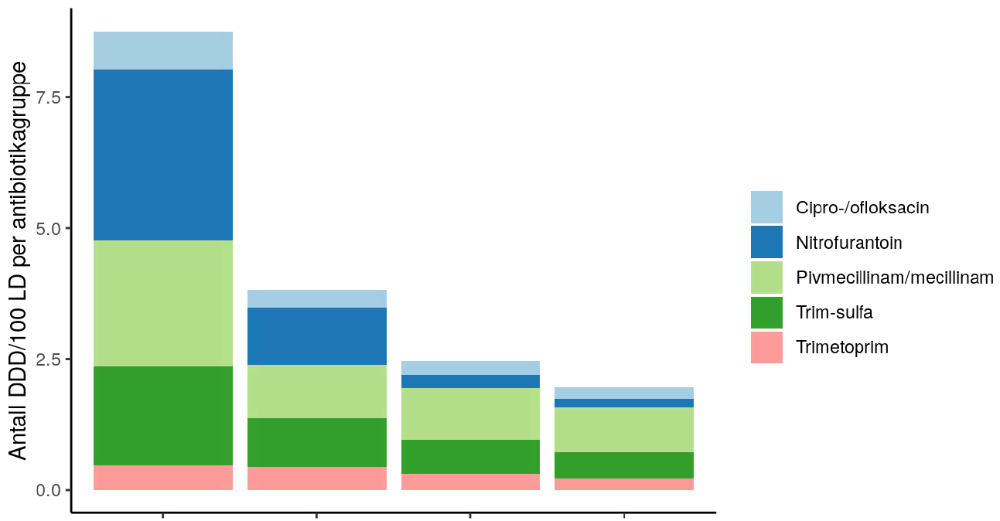 Antall DDD/100 LD per antibiotikagruppe
7.5
5.0
2.5
0.0
Cipro-/ofloksacin
Nitrofurantoin
Pivmecillinam/mecillinam
Trim-sulfa
Trimetoprim